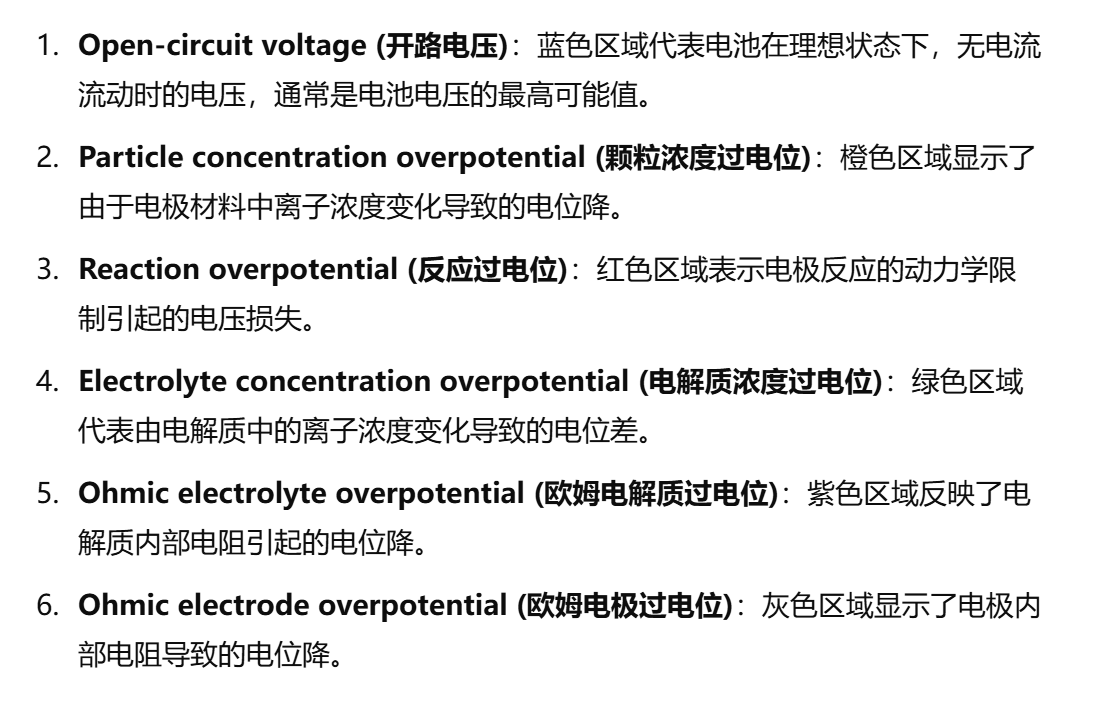 1. Open-circuit voltage (开路电压)：蓝色区域代表电池在理想状态下，无电流
流动时的电压，通常是电池电压的最高可能值。
2. Particle concentration overpotential (颗粒浓度过电位)：橙色区域显示了
由于电极材料中离子浓度变化导致的电位降。
3. Reaction overpotential (反应过电位)：红色区域表示电极反应的动力学限
制引起的电压损失。
4. Electrolyte concentration overpotential (电解质浓度过电位)：绿色区域
代表由电解质中的离子浓度变化导致的电位差。
5. Ohmic electrolyte overpotential (欧姆电解质过电位)：紫色区域反映了电
解质内部电阻引起的电位降。
6. Ohmic electrode overpotential (欧姆电极过电位)：灰色区域显示了电极内
部电阻导致的电位降。